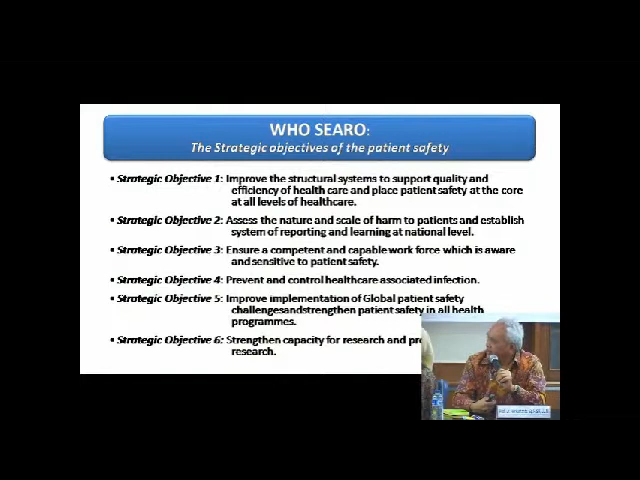 WHO SEARO:
The Strategic objectives of the patient safety
▪ Strategic Objective 1: Improve the structural systems to support quality and
efficiency of health care and place patient safety at the core
at all levels of healthcare.
▪ Strategic Objective 2: Assess the nature and scale of harm to patients and establish
system of reporting and learning at national level.
▪ Strategic Objective 3: Ensure a competent and capable work force which is aware
and sensitive to patient safety.
▪ Strategic Objective 4: Prevent and control healthcare associated infection.
▪ Strategic Objective 5: Improve implementation of Global patient safety
challengesandstrengthen patient safety in all health
programmes.
▪ Strategic Objective 6: Strengthen capacity for research and
research.